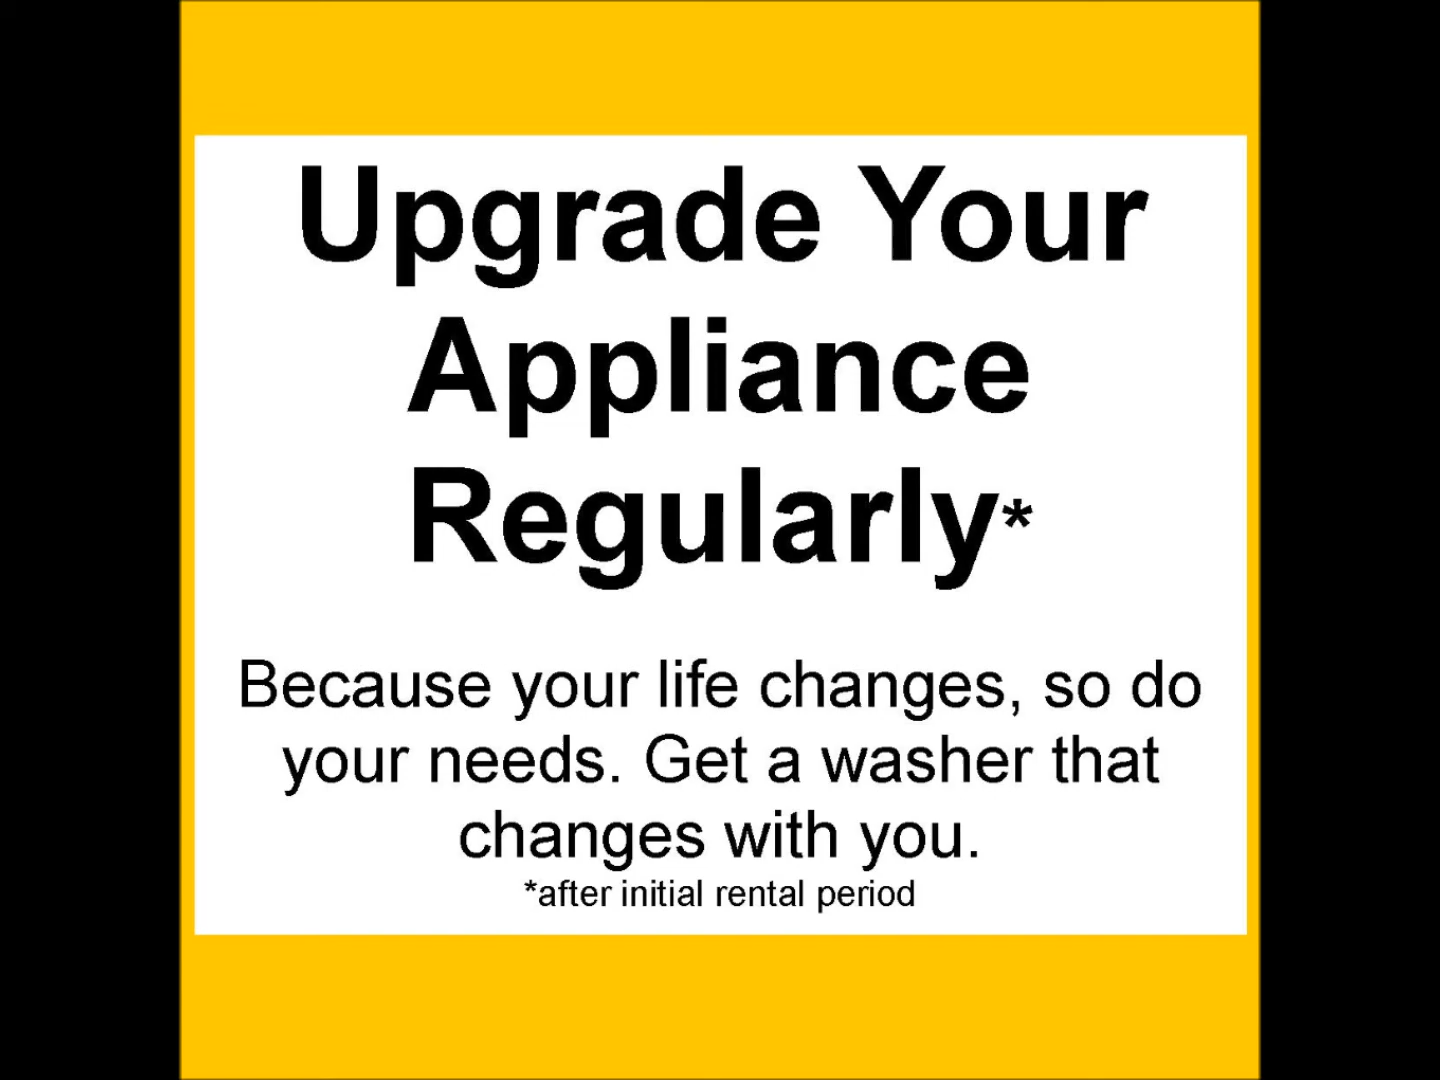 Upgrade Your
Appliance
Regularly*
Because your life changes, so do
your needs. Get a washer that
changes with you.
*after initial rental period